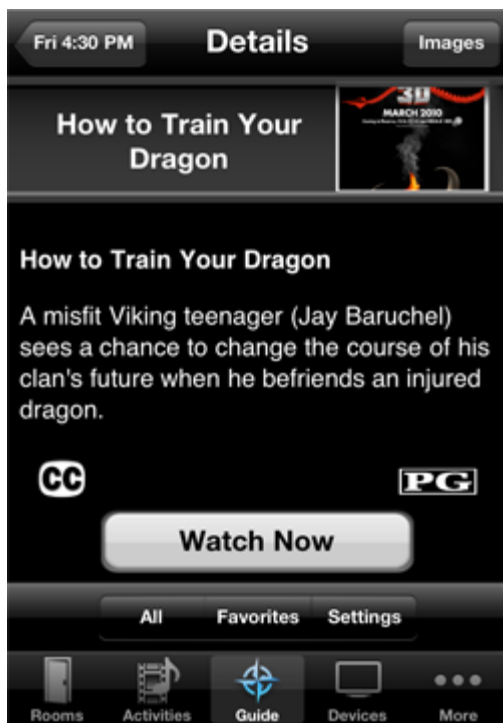 Fri 4:30 PM
Details
Images
How to Train Your
Dragon
3D
MARCH 2010
How to Train Your Dragon
A misfit Viking teenager (Jay Baruchel)
sees a chance to change the course of his
clan's future when he befriends an injured
dragon.
CC
PG
Watch Now
All
Favorites
Settings
Rooms
Activities
Guide
Devices
More